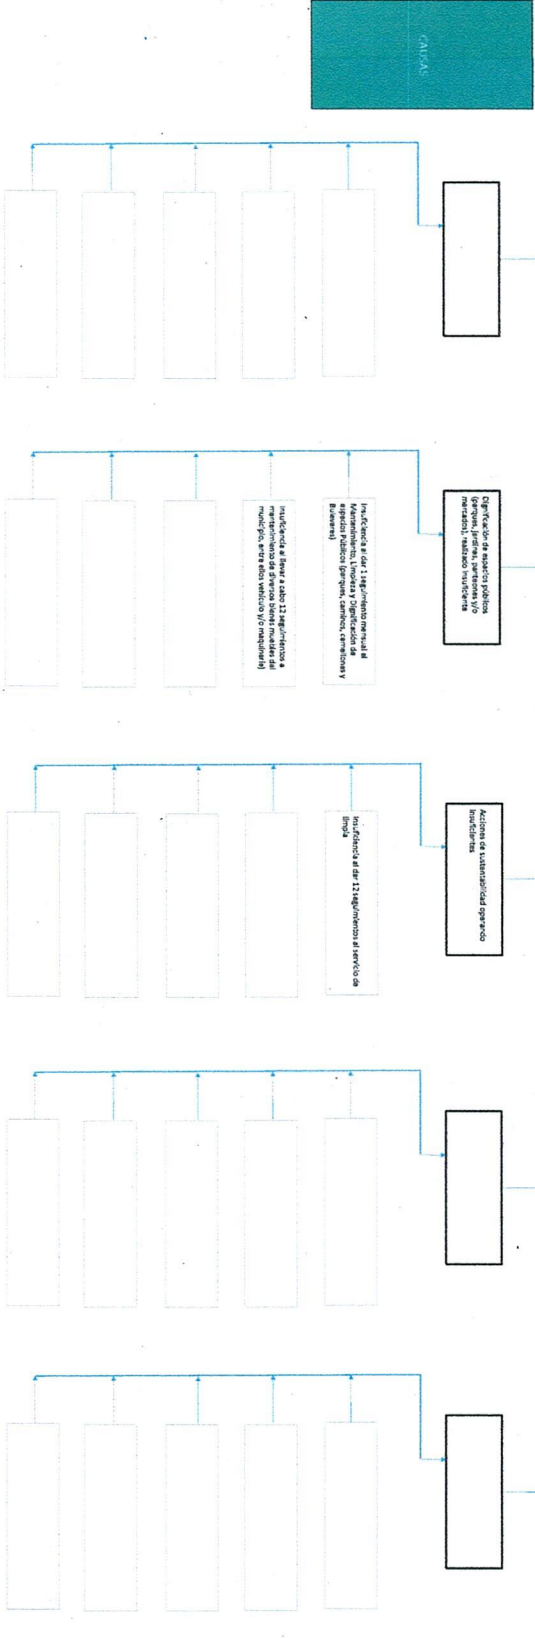 CAUSAS
Dignificación de espacios públicos
(parques, jardines, panteones y/o
mercados), realizado insuficiente
Insuficiencia al dar 1 seguimiento mensual al
Mantenimiento, Limpieza y Dignificación de
espacios Públicos (parques, caminos, camellones y
Bulevares)
Insuficiencia al llevar a cabo 12 seguimientos a
mantenimiento de diversos bienes muebles del
municipio, entre ellos vehículo y/o maquinaria)
Acciones de sustentabilidad operando
insuficientes
Insuficiencia al dar 12 seguimientos al servicio de
limpia